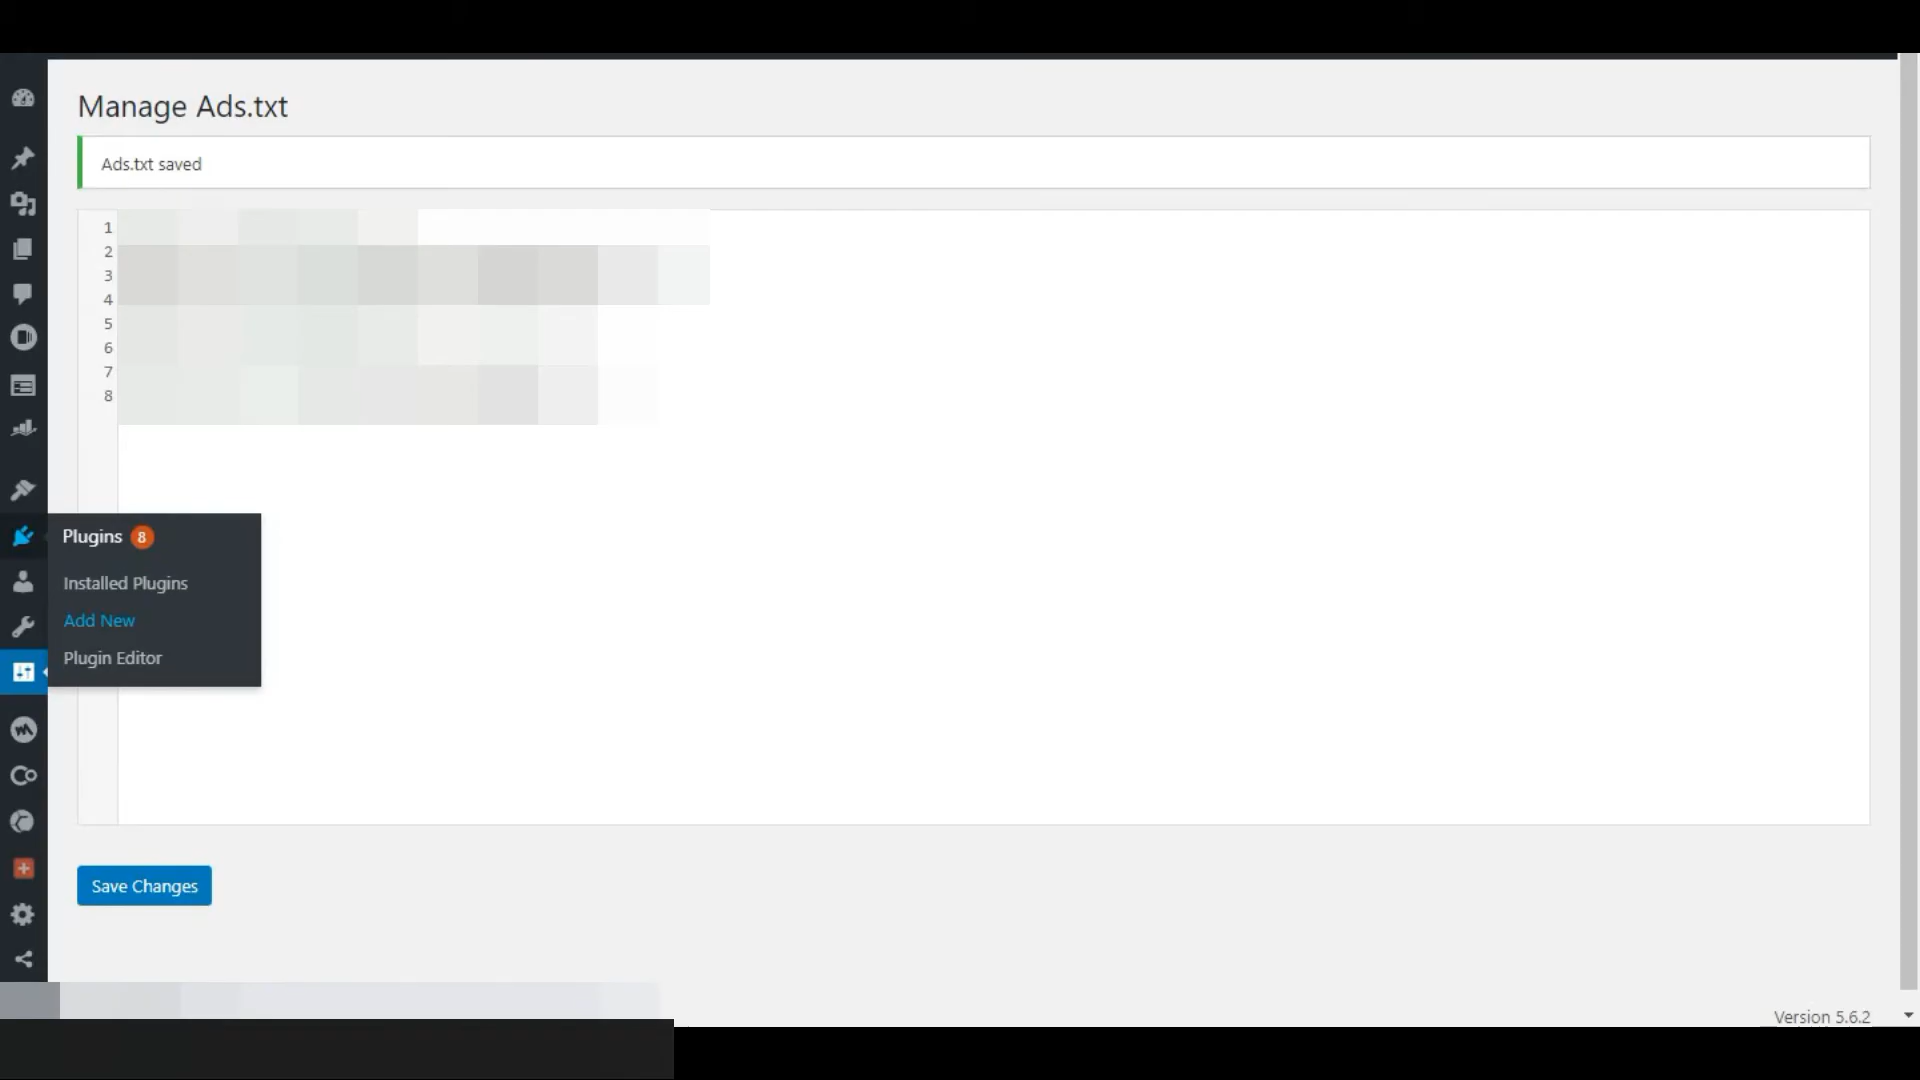 Manage Ads.txt
Ads.txt saved
1
2
3
4
5
6
7
8
Plugins 8
Installed Plugins
Add New
Plugin Editor
Save Changes
Version 5.6.2